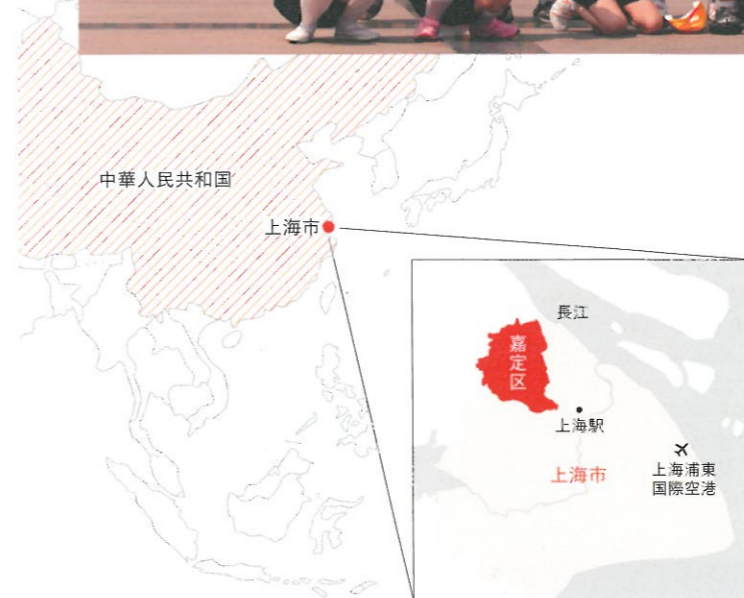 中華人民共和国
上海市
長江
嘉定区
上海駅
上海市
上海浦東
国際空港